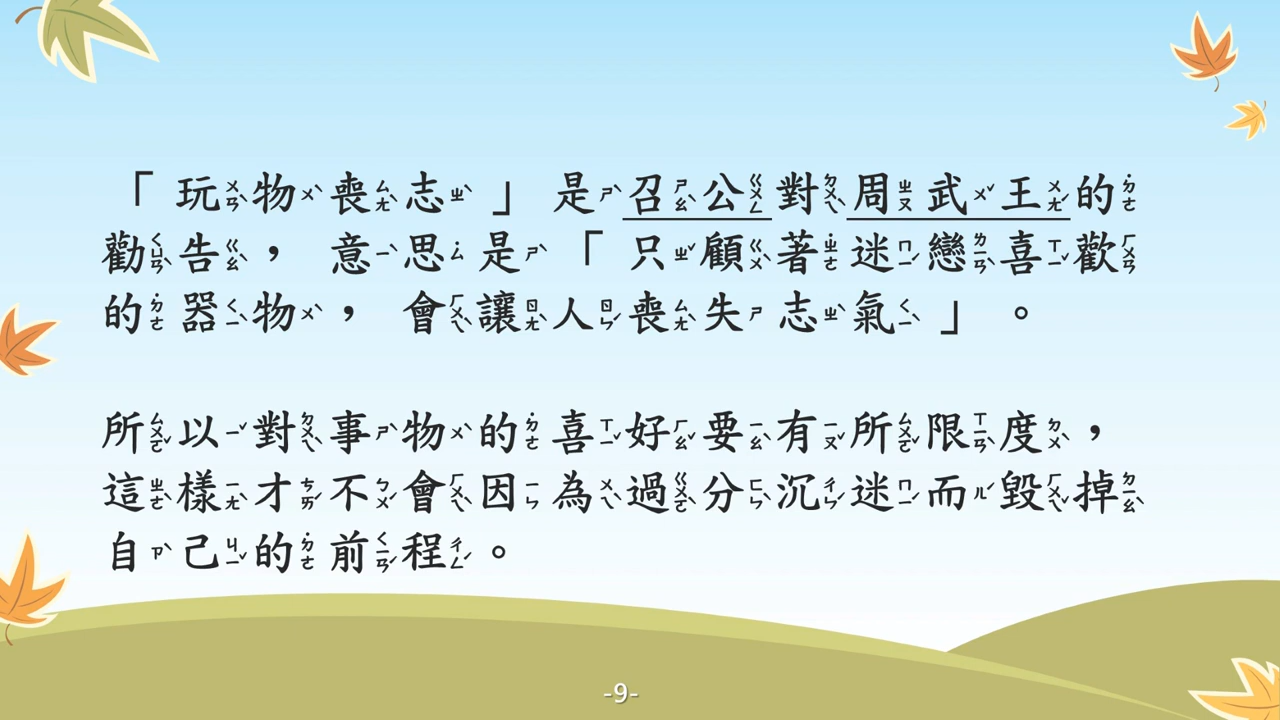 「玩物喪志」是召公對周武王的
勸告，意思是「只顧著迷戀喜歡
的器物，會讓人喪失志氣」。
所以對事物的喜好要有所限度，
這樣才不會因為過分沉迷而毀掉
自己的前程。
-9-